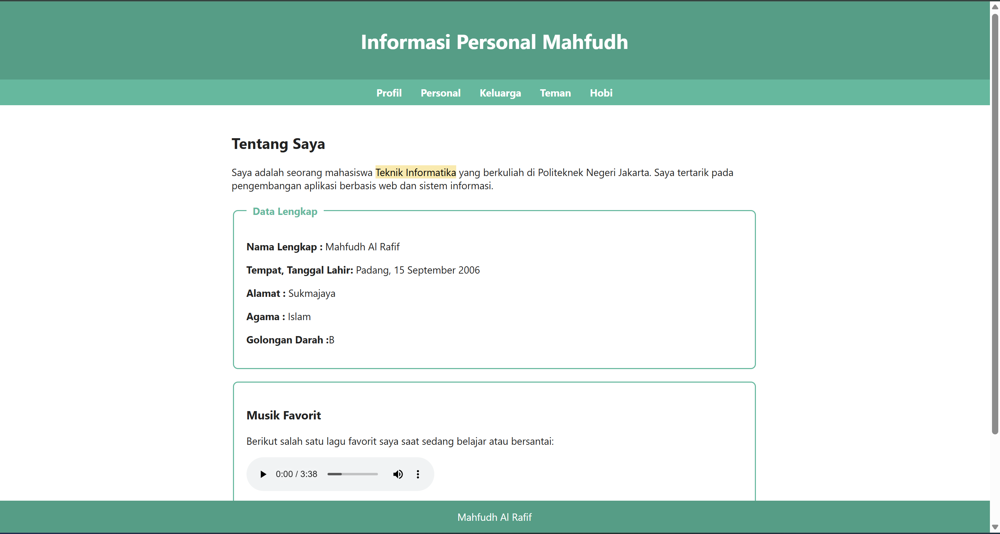 Informasi Personal Mahfudh
Profil Personal Keluarga Teman Hobi
Tentang Saya
Saya adalah seorang mahasiswa Teknik Informatika yang berkuliah di Politeknek Negeri Jakarta. Saya tertarik pada
pengembangan aplikasi berbasis web dan sistem informasi.
Data Lengkap
Nama Lengkap : Mahfudh Al Rafif
Tempat, Tanggal Lahir: Padang, 15 September 2006
Alamat : Sukmajaya
Agama : Islam
Golongan Darah :B
Musik Favorit
Berikut salah satu lagu favorit saya saat sedang belajar atau bersantai:
0:00 / 3:38
Mahfudh Al Rafif